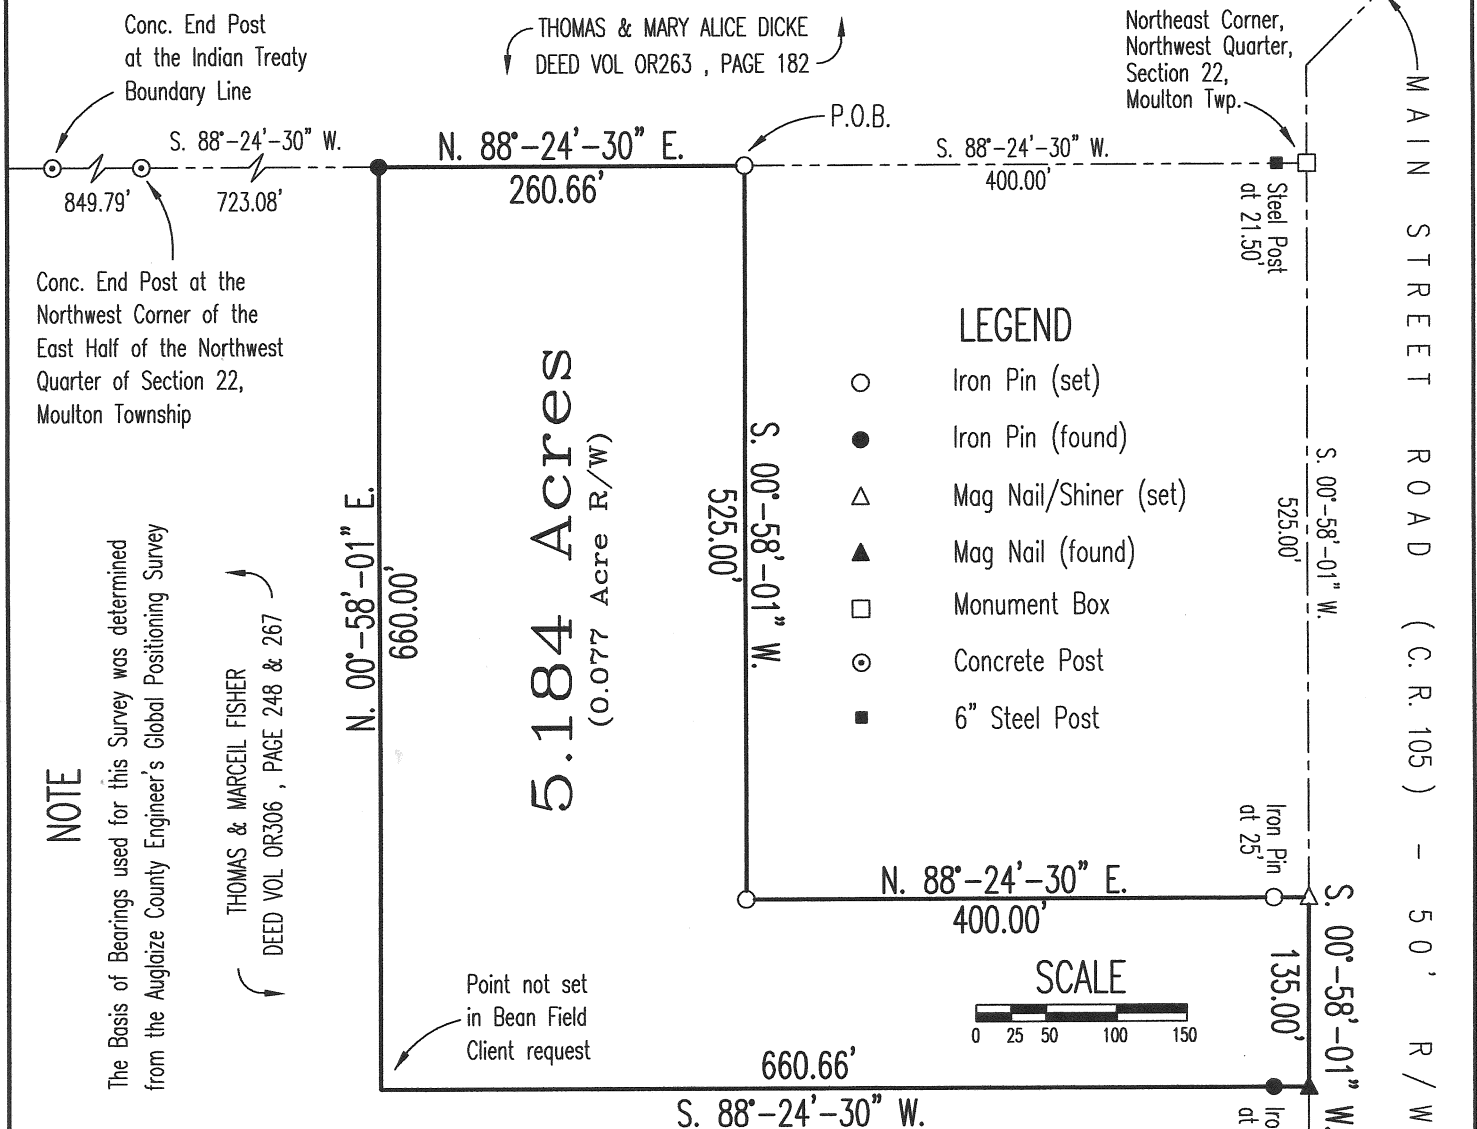 Conc. End Post
at the Indian Treaty
Boundary Line
THOMAS & MARY ALICE DICKE
DEED VOL OR263 , PAGE 182
Northeast Corner,
Northwest Quarter,
Section 22,
Moulton Twp.
P.O.B.
S. 88°-24'-30" W.
849.79'
723.08'
N. 88°-24'-30" E.
260.66'
S. 88°-24'-30" W.
400.00'
Steel Post
at 21.50'
MAIN STREET ROAD (C.R. 105) - 50' R/W
Conc. End Post at the
Northwest Corner of the
East Half of the Northwest
Quarter of Section 22,
Moulton Township
LEGEND
Iron Pin (set)
Iron Pin (found)
Mag Nail/Shiner (set)
Mag Nail (found)
Monument Box
Concrete Post
6" Steel Post
N. 00°-58'-01" E.
660.00'
5.184 Acres
(0.077 Acre R/W)
S. 00°-58'-01" W.
525.00'
S. 00°-58'-01" W.
525.00'
NOTE
The Basis of Bearings used for this Survey was determined
from the Auglaize County Engineer's Global Positioning Survey
THOMAS & MARCEIL FISHER
DEED VOL OR306 , PAGE 248 & 267
Iron Pin
at 25'
N. 88°-24'-30" E.
400.00'
S. 00°-58'-01" W.
135.00'
SCALE
0 25 50 100 150
Point not set
in Bean Field
Client request
660.66'
S. 88°-24'-30" W.
at